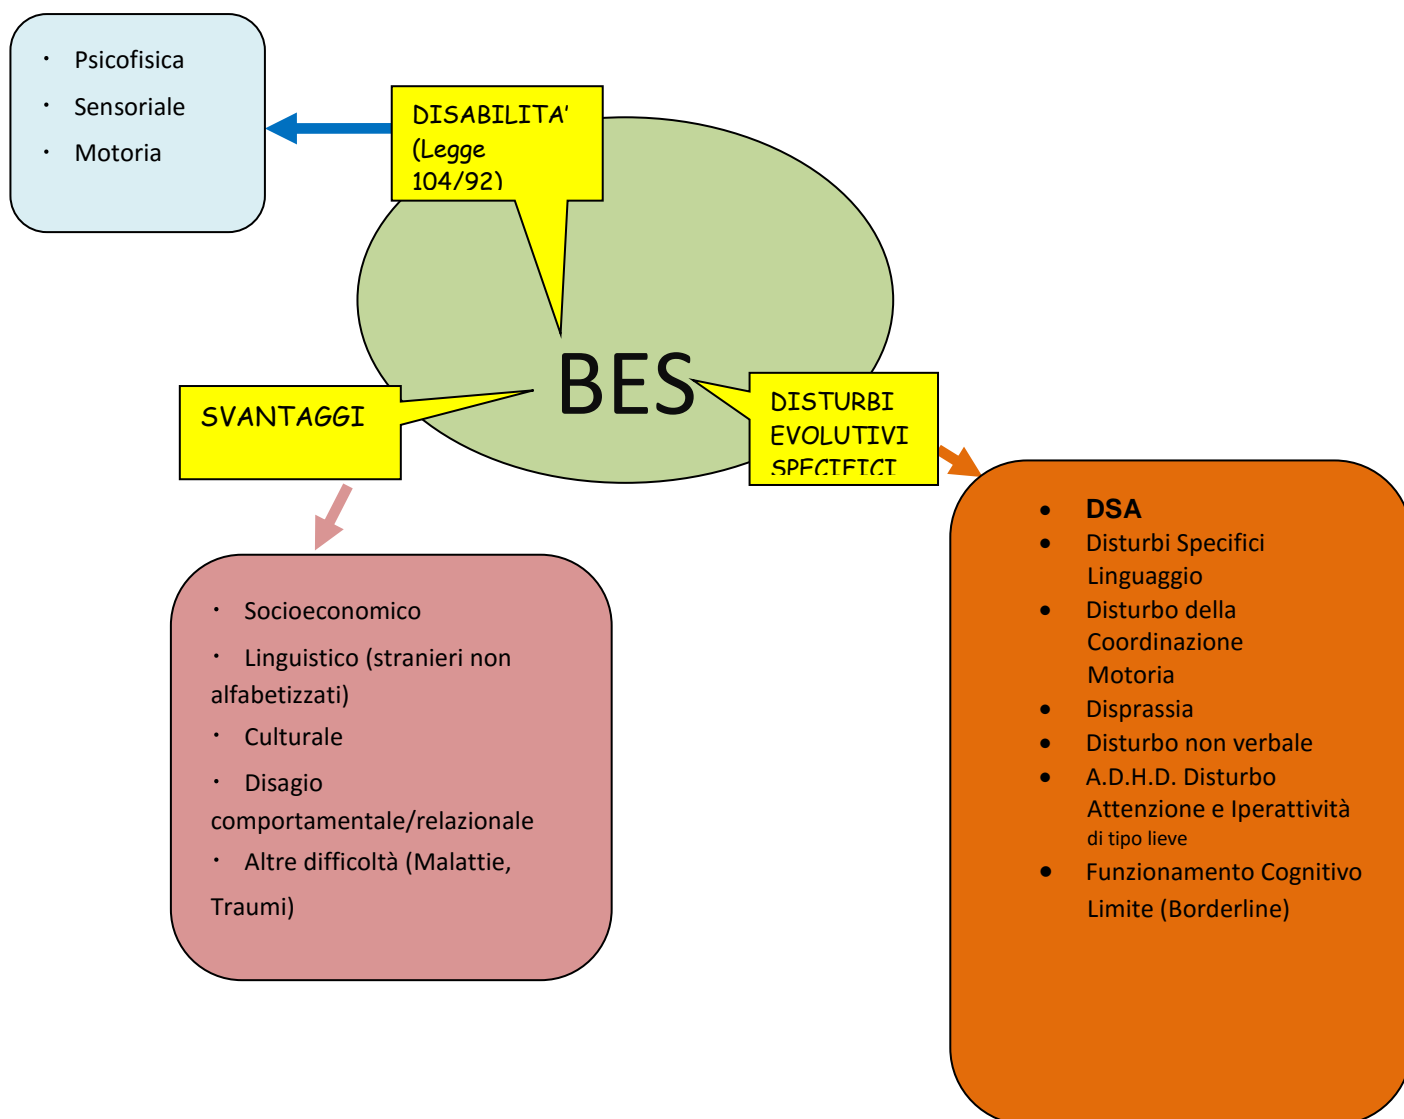 · Psicofisica
· Sensoriale
· Motoria
DISABILITA’
(Legge
104/92)
BES
SVANTAGGI
DISTURBI
EVOLUTIVI
SPECIFICI
· Socioeconomico
· Linguistico (stranieri non
alfabetizzati)
· Culturale
· Disagio
comportamentale/relazionale
· Altre difficoltà (Malattie,
Traumi)
• DSA
• Disturbi Specifici
Linguaggio
• Disturbo della
Coordinazione
Motoria
• Disprassia
• Disturbo non verbale
• A.D.H.D. Disturbo
Attenzione e Iperattività
di tipo lieve
• Funzionamento Cognitivo
Limite (Borderline)